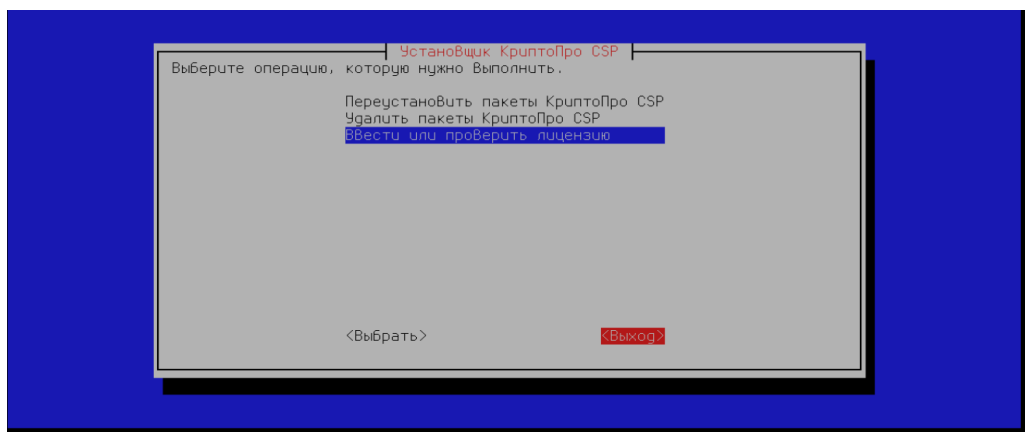 Установщик КриптоПро CSP
Выберите операцию, которую нужно Выполнить.
Переустановить пакеты КриптоПро CSP
Удалить пакеты КриптоПро CSP
Ввести или проверить лицензию
<Выбрать> <Выход>